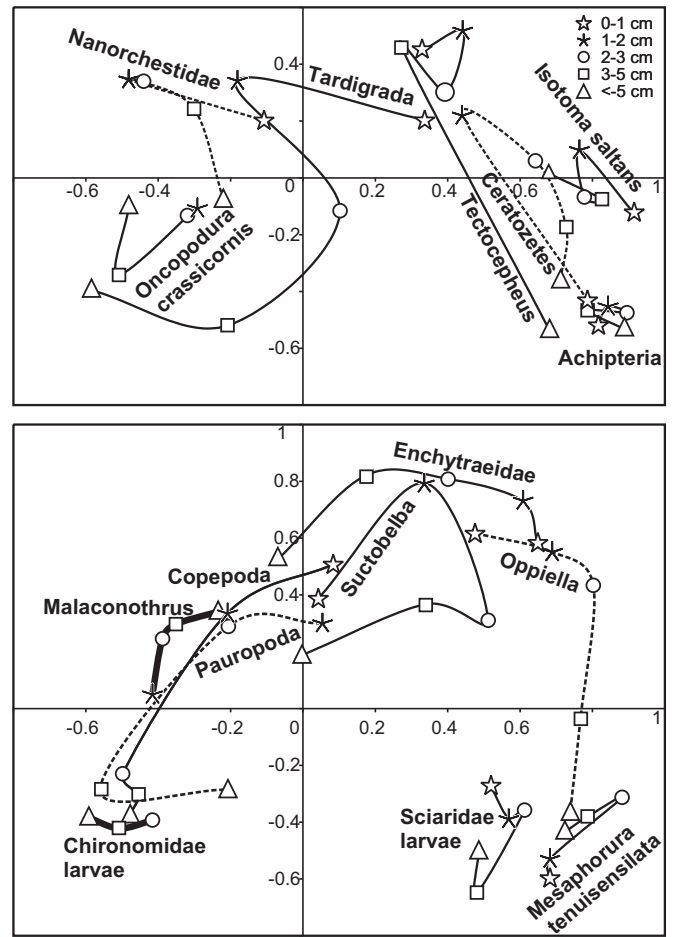 0.4
0-1 cm
1-2 cm
2-3 cm
3-5 cm
<-5 cm
Nanorchestidae
Tardigrada
Isotoma saltans
-0.6
-0.4
0
0.2
0.4
0.6
1
Ceratozetes
Tectocepheus
Oncopodura
crassicornis
-0.2
-0.6
Achipteria
1
Enchytraeidae
0.8
0.6
Suctobelba
Oppiella
Copepoda
0.4
Malaconothrus
Pauropoda
-0.6
-0.2
0
0.2
0.4
0.6
1
-0.2
-0.4
-0.6
Sciaridae
larvae
Chironomidae
larvae
Mesaphorura
tenuisensilata